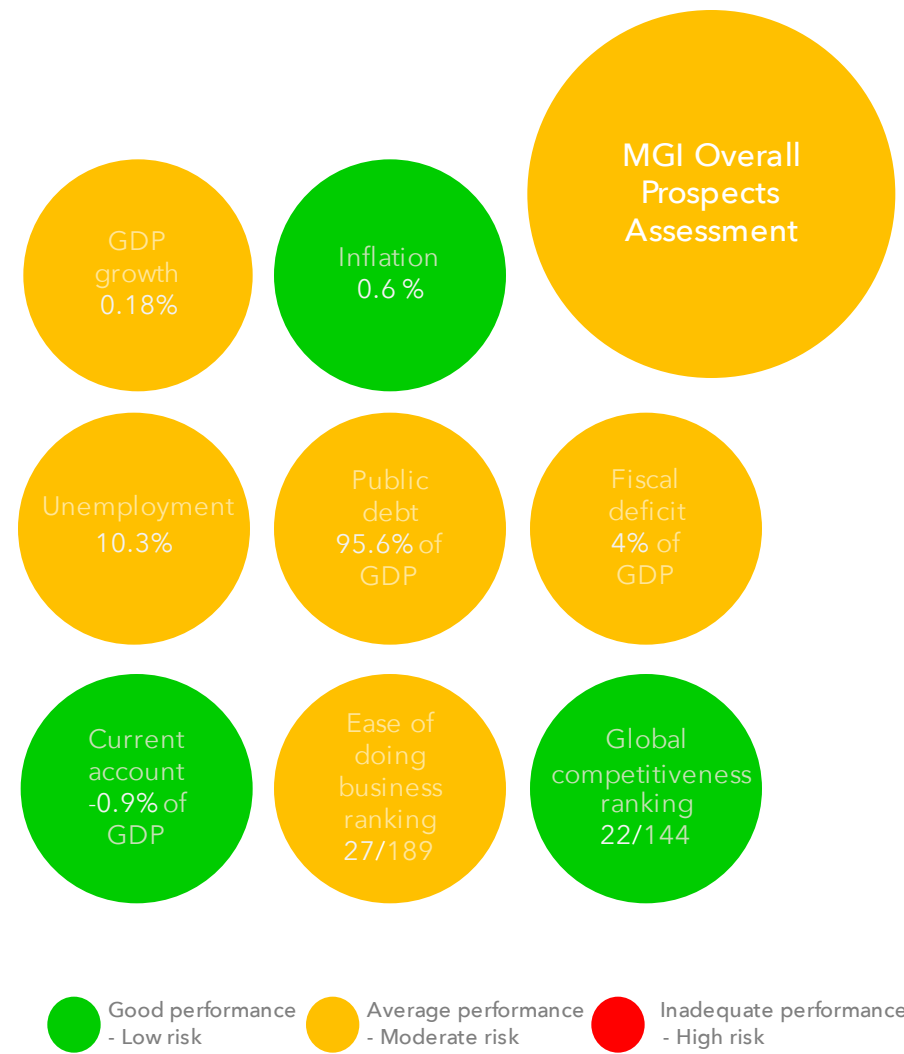 MGI Overall
Prospects
Assessment
GDP
growth
0.18%
Inflation
0.6 %
Unemployment
10.3%
Public
debt
95.6% of
GDP
Fiscal
deficit
4% of
GDP
Current
account
-0.9% of
GDP
Ease of
doing
business
ranking
27/189
Global
competitiveness
ranking
22/144
Good performance
- Low risk
Average performance
- Moderate risk
Inadequate performance
- High risk